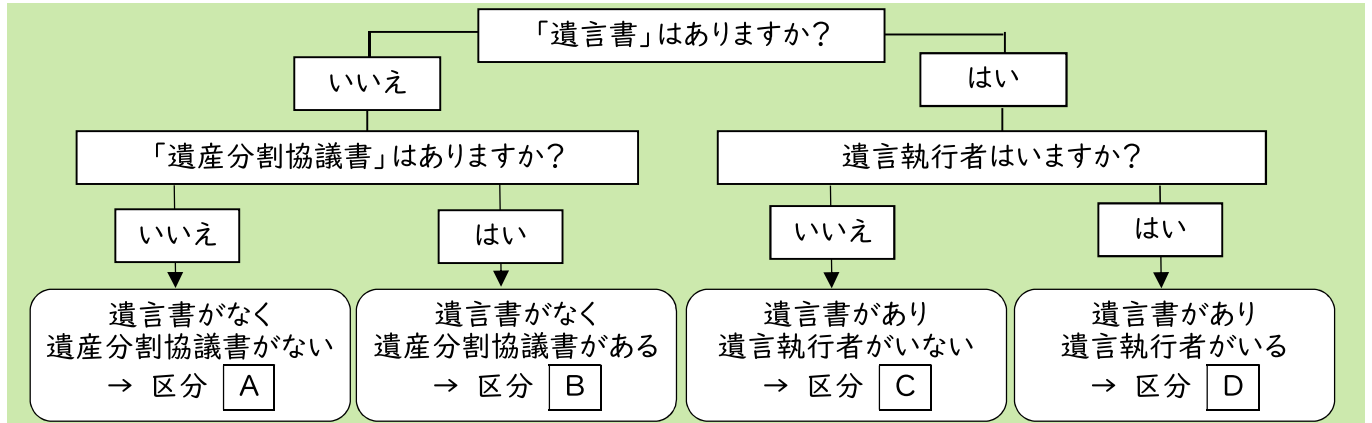 「遺言書」はありますか?
いいえ
はい
「遺産分割協議書」はありますか?
遺言執行者はいますか?
いいえ
はい
いいえ
はい
遺言書がなく
遺産分割協議書がない
→ 区分 A
遺言書がなく
遺産分割協議書がある
→ 区分 B
遺言書があり
遺言執行者がいない
→ 区分 C
遺言書があり
遺言執行者がいる
→ 区分 D